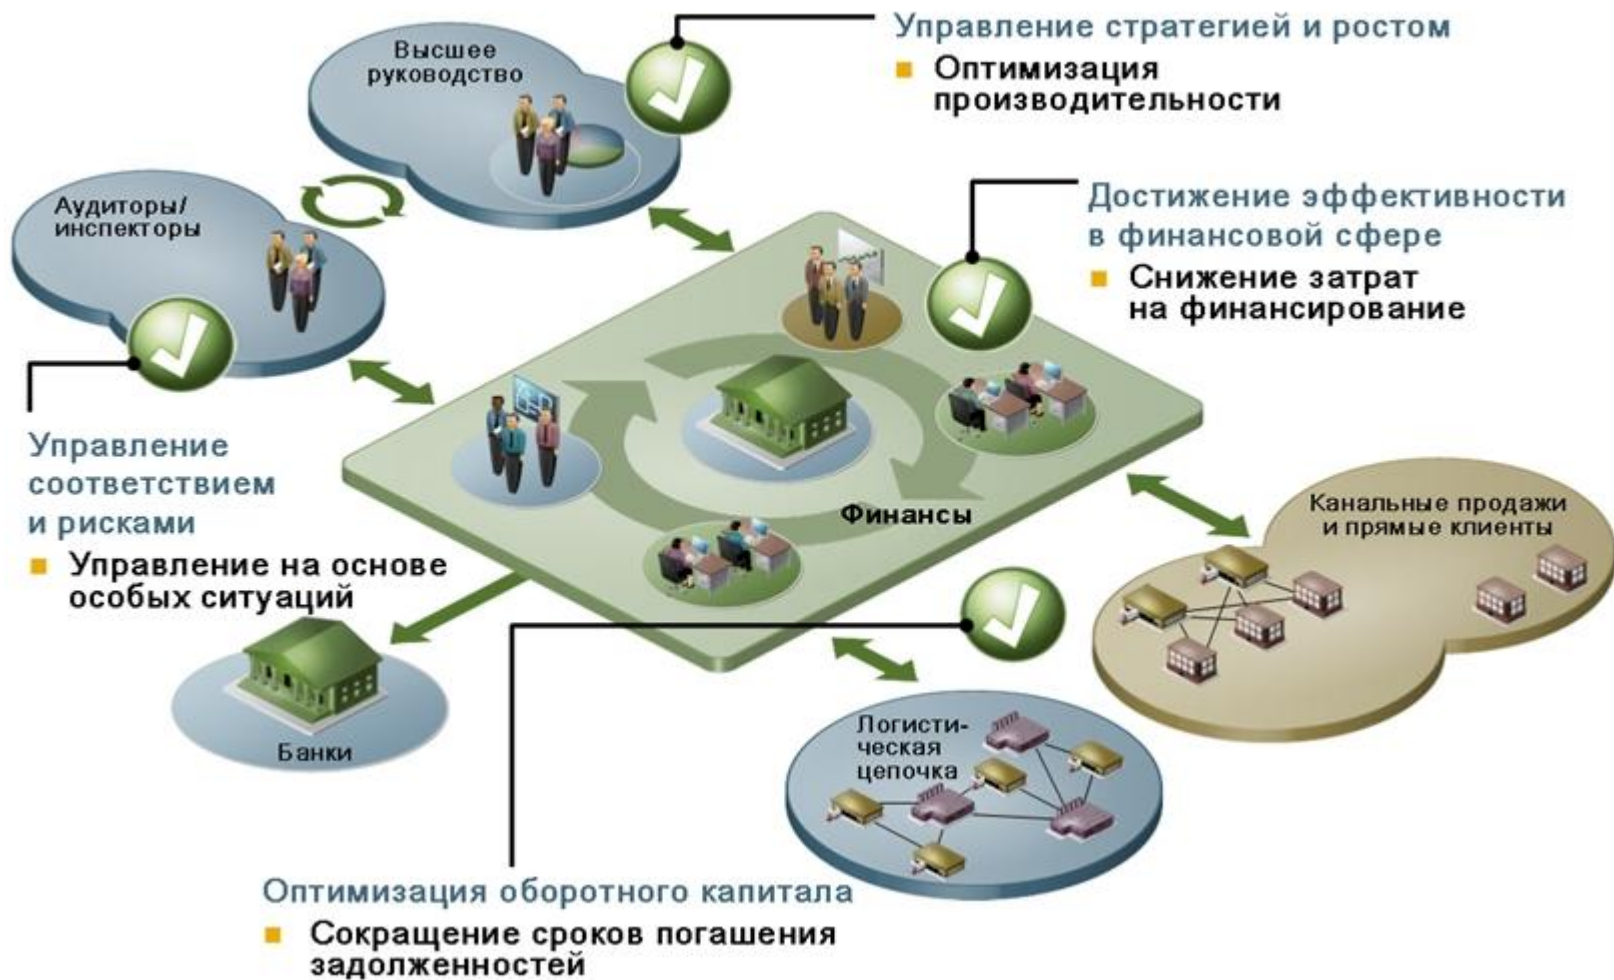 Управление стратегией и ростом
Оптимизация
производительности
Высшее
руководство
Достижение эффективности
в финансовой сфере
Снижение затрат
на финансирование
Аудиторы/
инспекторы
Управление
соответствием
и рисками
Управление на основе
особых ситуаций
Финансы
Канальные продажи
и прямые клиенты
Банки
Логисти-
ческая
цепочка
Оптимизация оборотного капитала
Сокращение сроков погашения
задолженностей